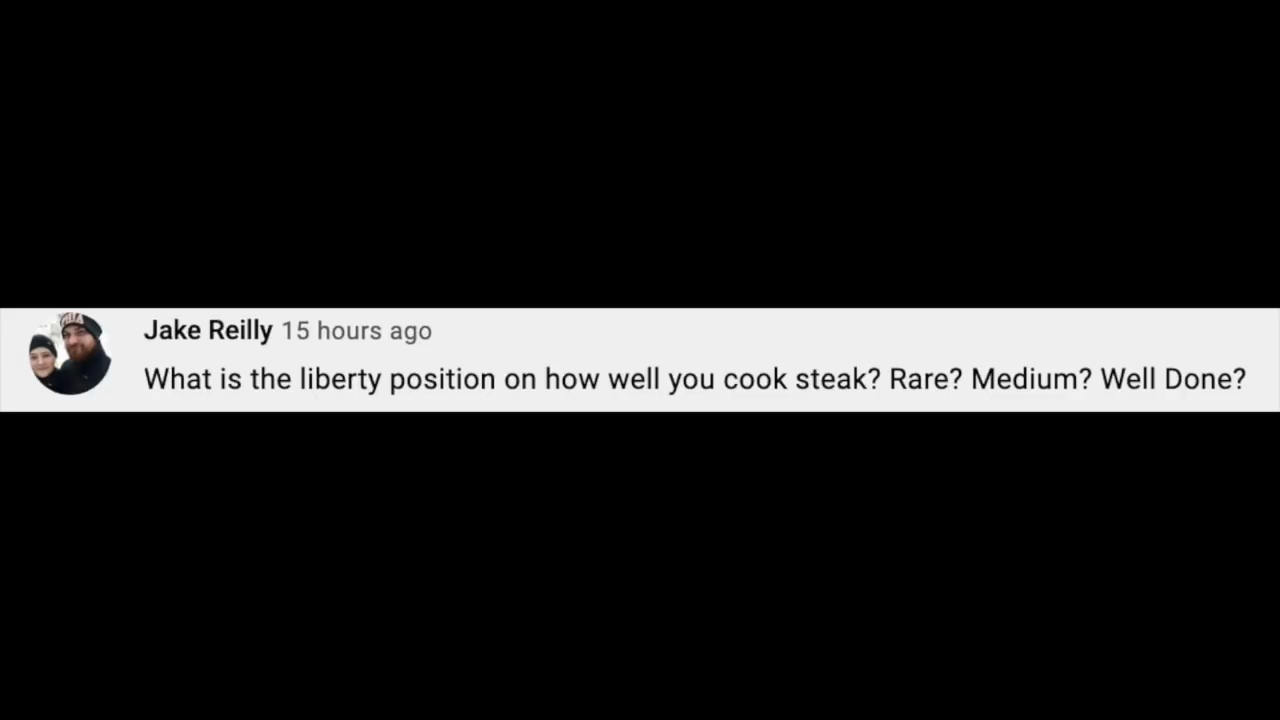 Jake Reilly 15 hours ago
What is the liberty position on how well you cook steak? Rare? Medium? Well Done?